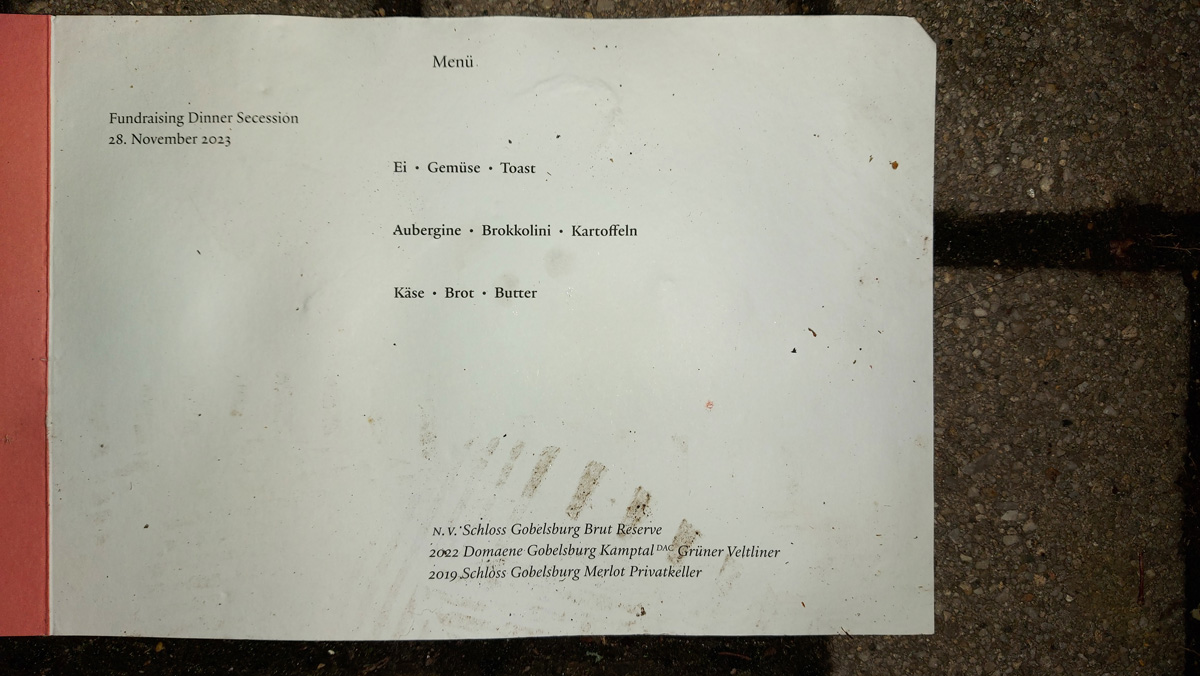 Menü
Fundraising Dinner Secession
28. November 2023
Ei • Gemüse • Toast
Aubergine • Brokkolini • Kartoffeln
Käse • Brot • Butter
N.V. Schloss Gobelsburg Brut Reserve
2022 Domaene Gobelsburg Kamptal DAC Grüner Veltliner
2019 Schloss Gobelsburg Merlot Privatkeller